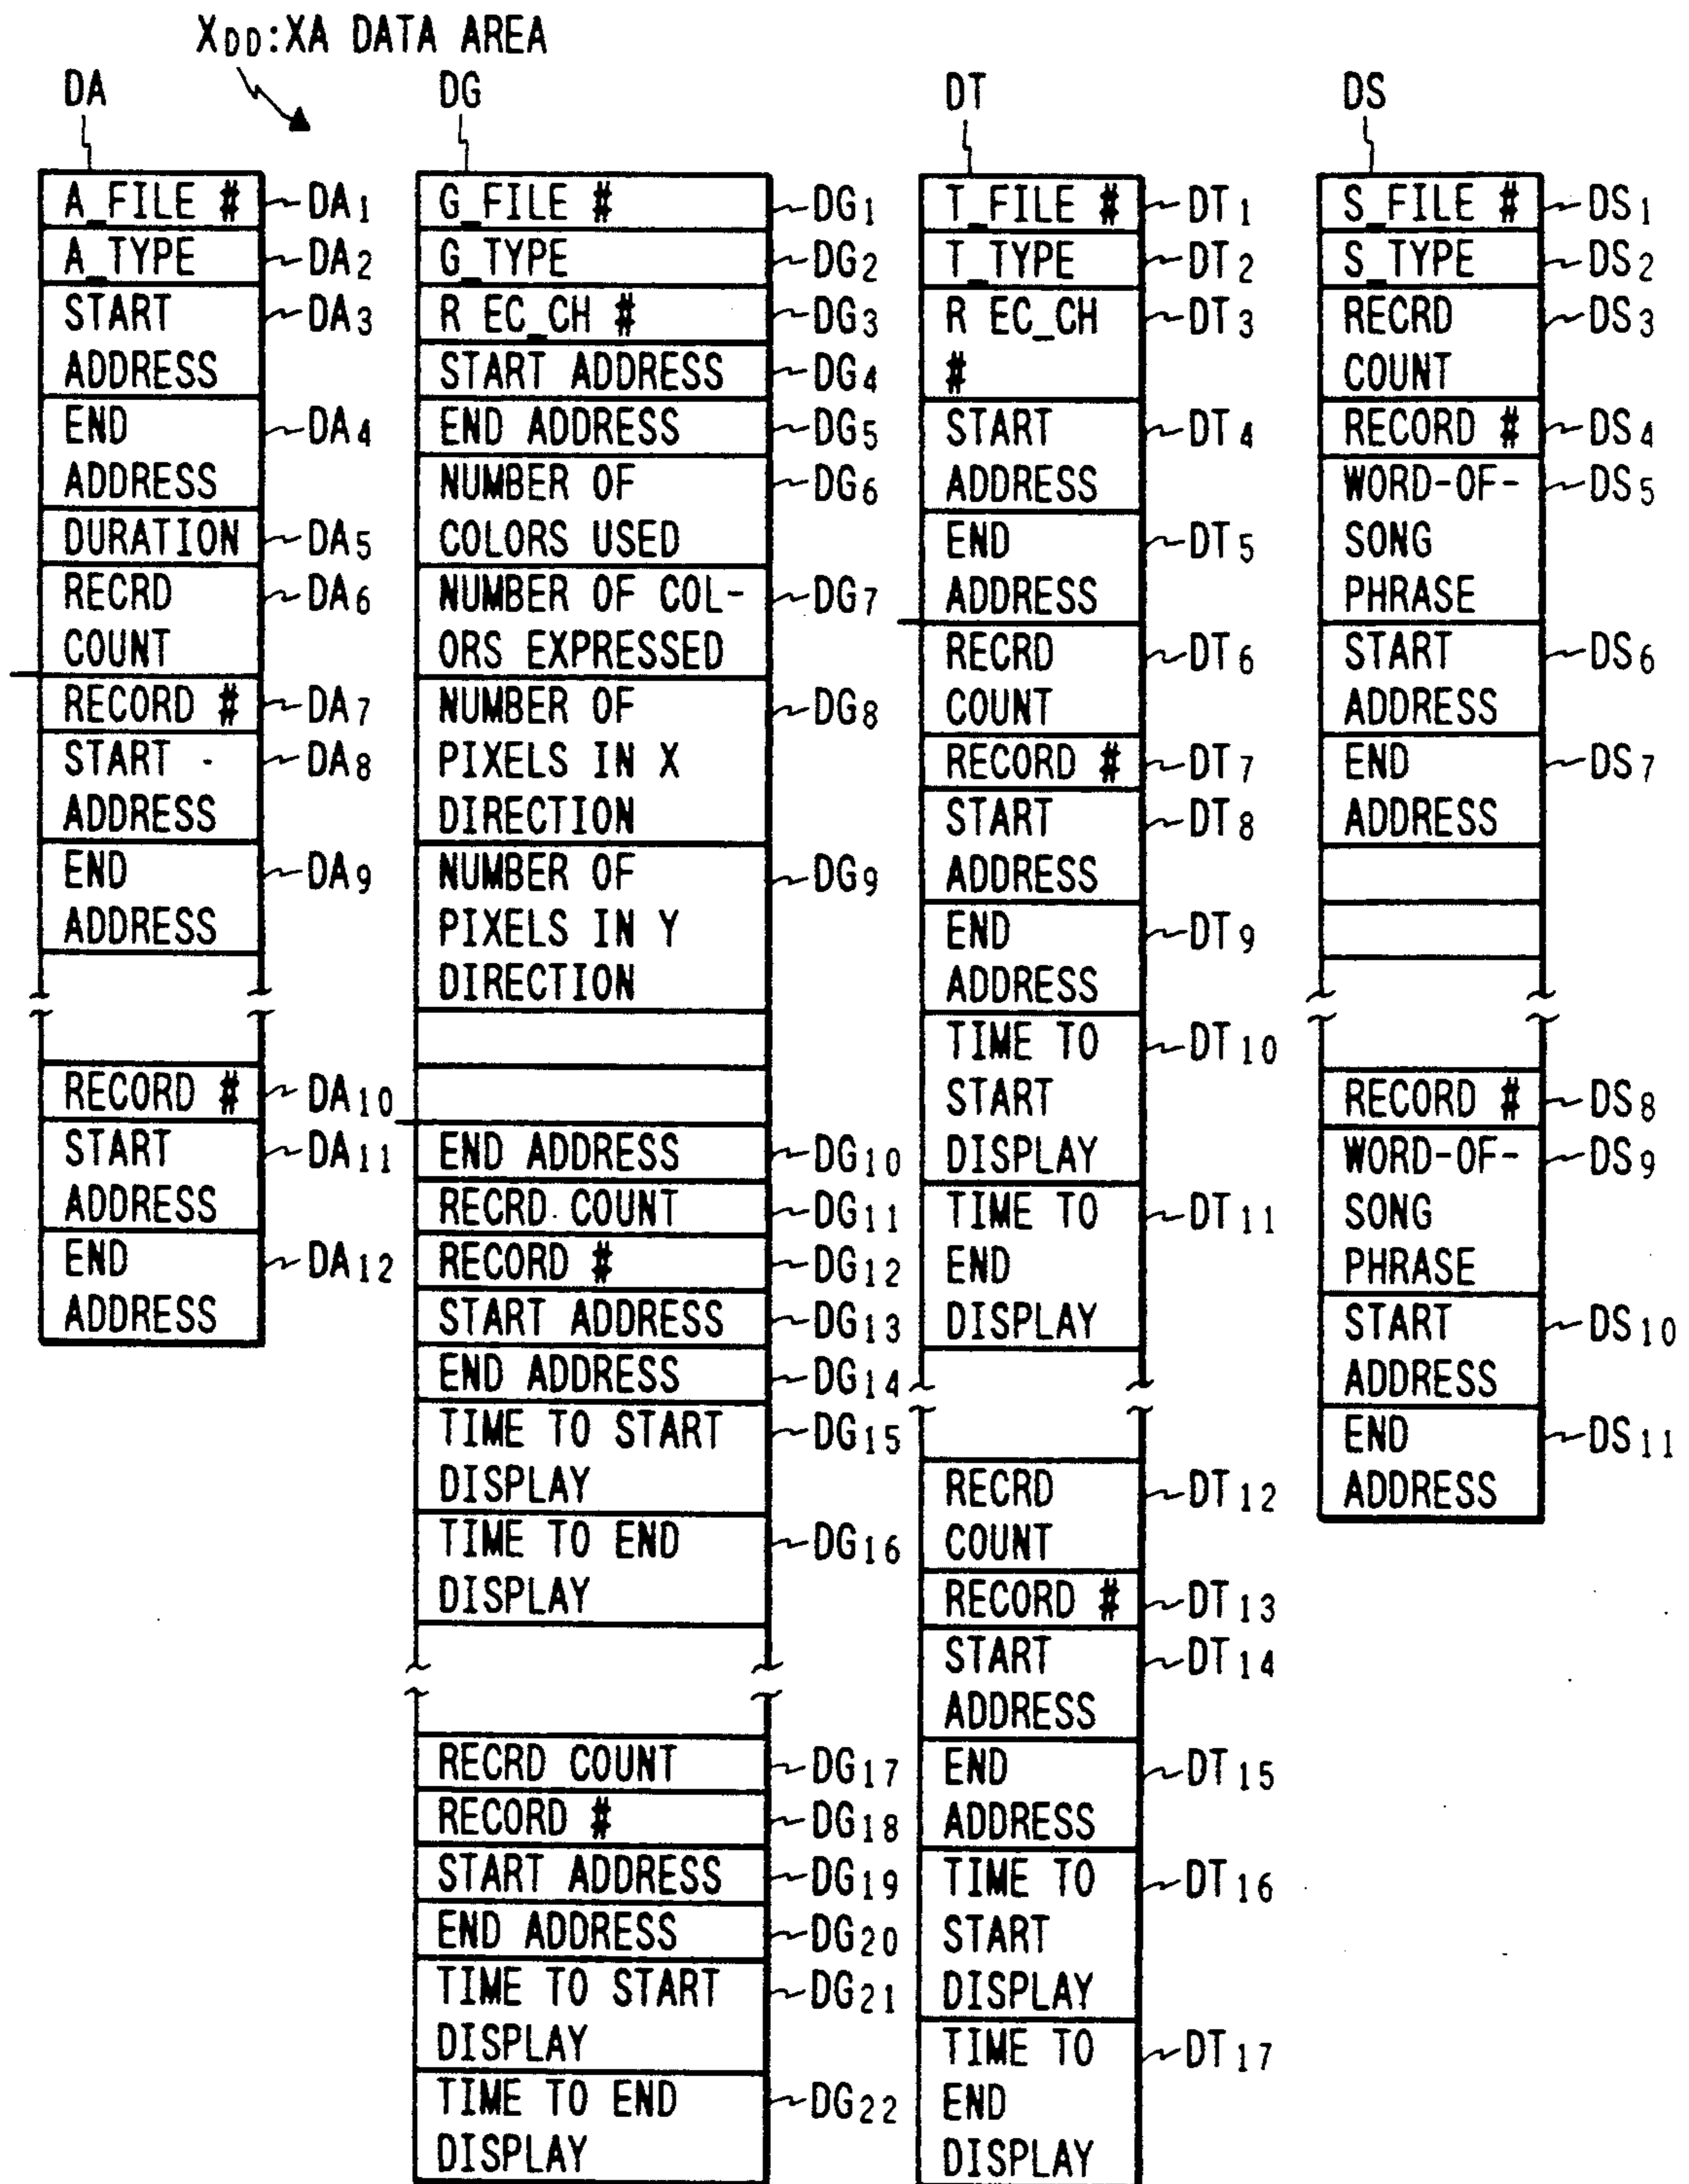 XDD:XA DATA AREA
DA
A_FILE # DA1
A_TYPE DA2
START DA3
ADDRESS
END DA4
ADDRESS
DURATION DA5
RECRD DA6
COUNT
RECORD # DA7
START - DA8
ADDRESS
END DA9
ADDRESS
RECORD # DA10
START DA11
ADDRESS
END DA12
ADDRESS
DG
G_FILE # DG1
G_TYPE DG2
R EC_CH # DG3
START ADDRESS DG4
END ADDRESS DG5
NUMBER OF DG6
COLORS USED
NUMBER OF COL- DG7
ORS EXPRESSED
NUMBER OF DG8
PIXELS IN X
DIRECTION
NUMBER OF DG9
PIXELS IN Y
DIRECTION
END ADDRESS DG10
RECRD COUNT DG11
RECORD # DG12
START ADDRESS DG13
END ADDRESS DG14
TIME TO START DG15
DISPLAY
TIME TO END DG16
DISPLAY
RECRD COUNT DG17
RECORD # DG18
START ADDRESS DG19
END ADDRESS DG20
TIME TO START DG21
DISPLAY
TIME TO END DG22
DISPLAY
DT
T_FILE # DT1
T_TYPE DT2
R EC_CH DT3
#
START DT4
ADDRESS
END DT5
ADDRESS
RECRD DT6
COUNT
RECORD # DT7
START DT8
ADDRESS
END DT9
ADDRESS
TIME TO DT10
START
DISPLAY
TIME TO DT11
END
DISPLAY
RECRD DT12
COUNT
RECORD # DT13
START DT14
ADDRESS
END DT15
ADDRESS
TIME TO DT16
START
DISPLAY
TIME TO DT17
END
DISPLAY
DS
S_FILE # DS1
S_TYPE DS2
RECRD DS3
COUNT
RECORD # DS4
WORD-OF- DS5
SONG
PHRASE
START DS6
ADDRESS
END DS7
ADDRESS
RECORD # DS8
WORD-OF- DS9
SONG
PHRASE
START DS10
ADDRESS
END DS11
ADDRESS